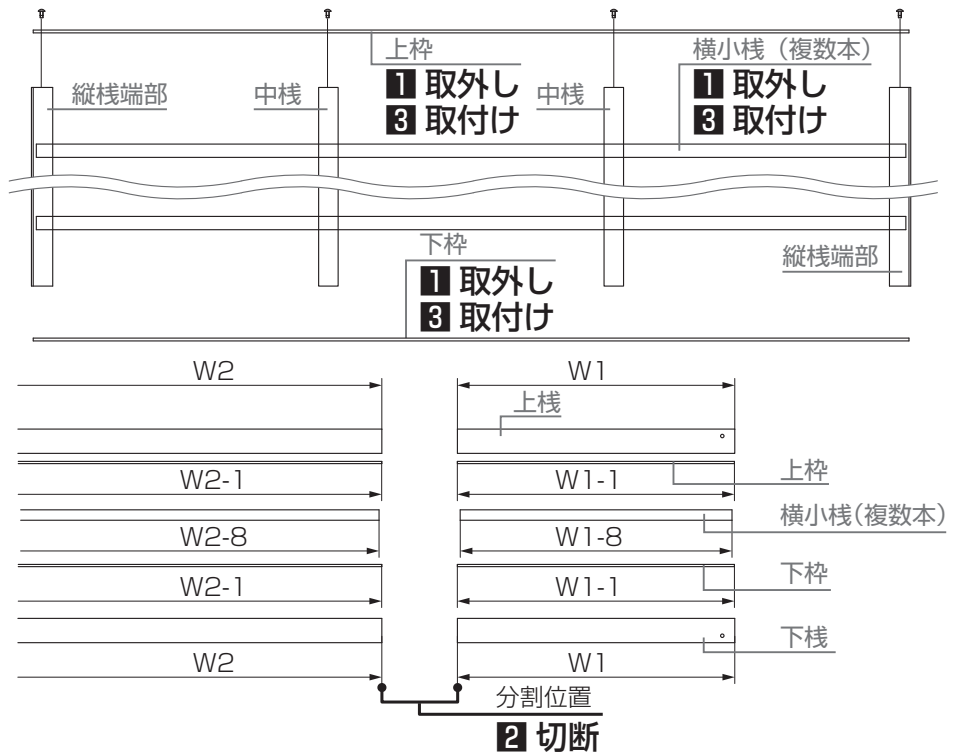 上枠
1 取外し
3 取付け
横小桟（複数本）
1 取外し
3 取付け
縦桟端部
中桟
中桟
下枠
1 取外し
3 取付け
縦桟端部
W2
W1
上桟
上枠
W2-1
W1-1
横小桟(複数本)
W2-8
W1-8
下枠
W2-1
W1-1
下桟
W2
W1
分割位置
2 切断